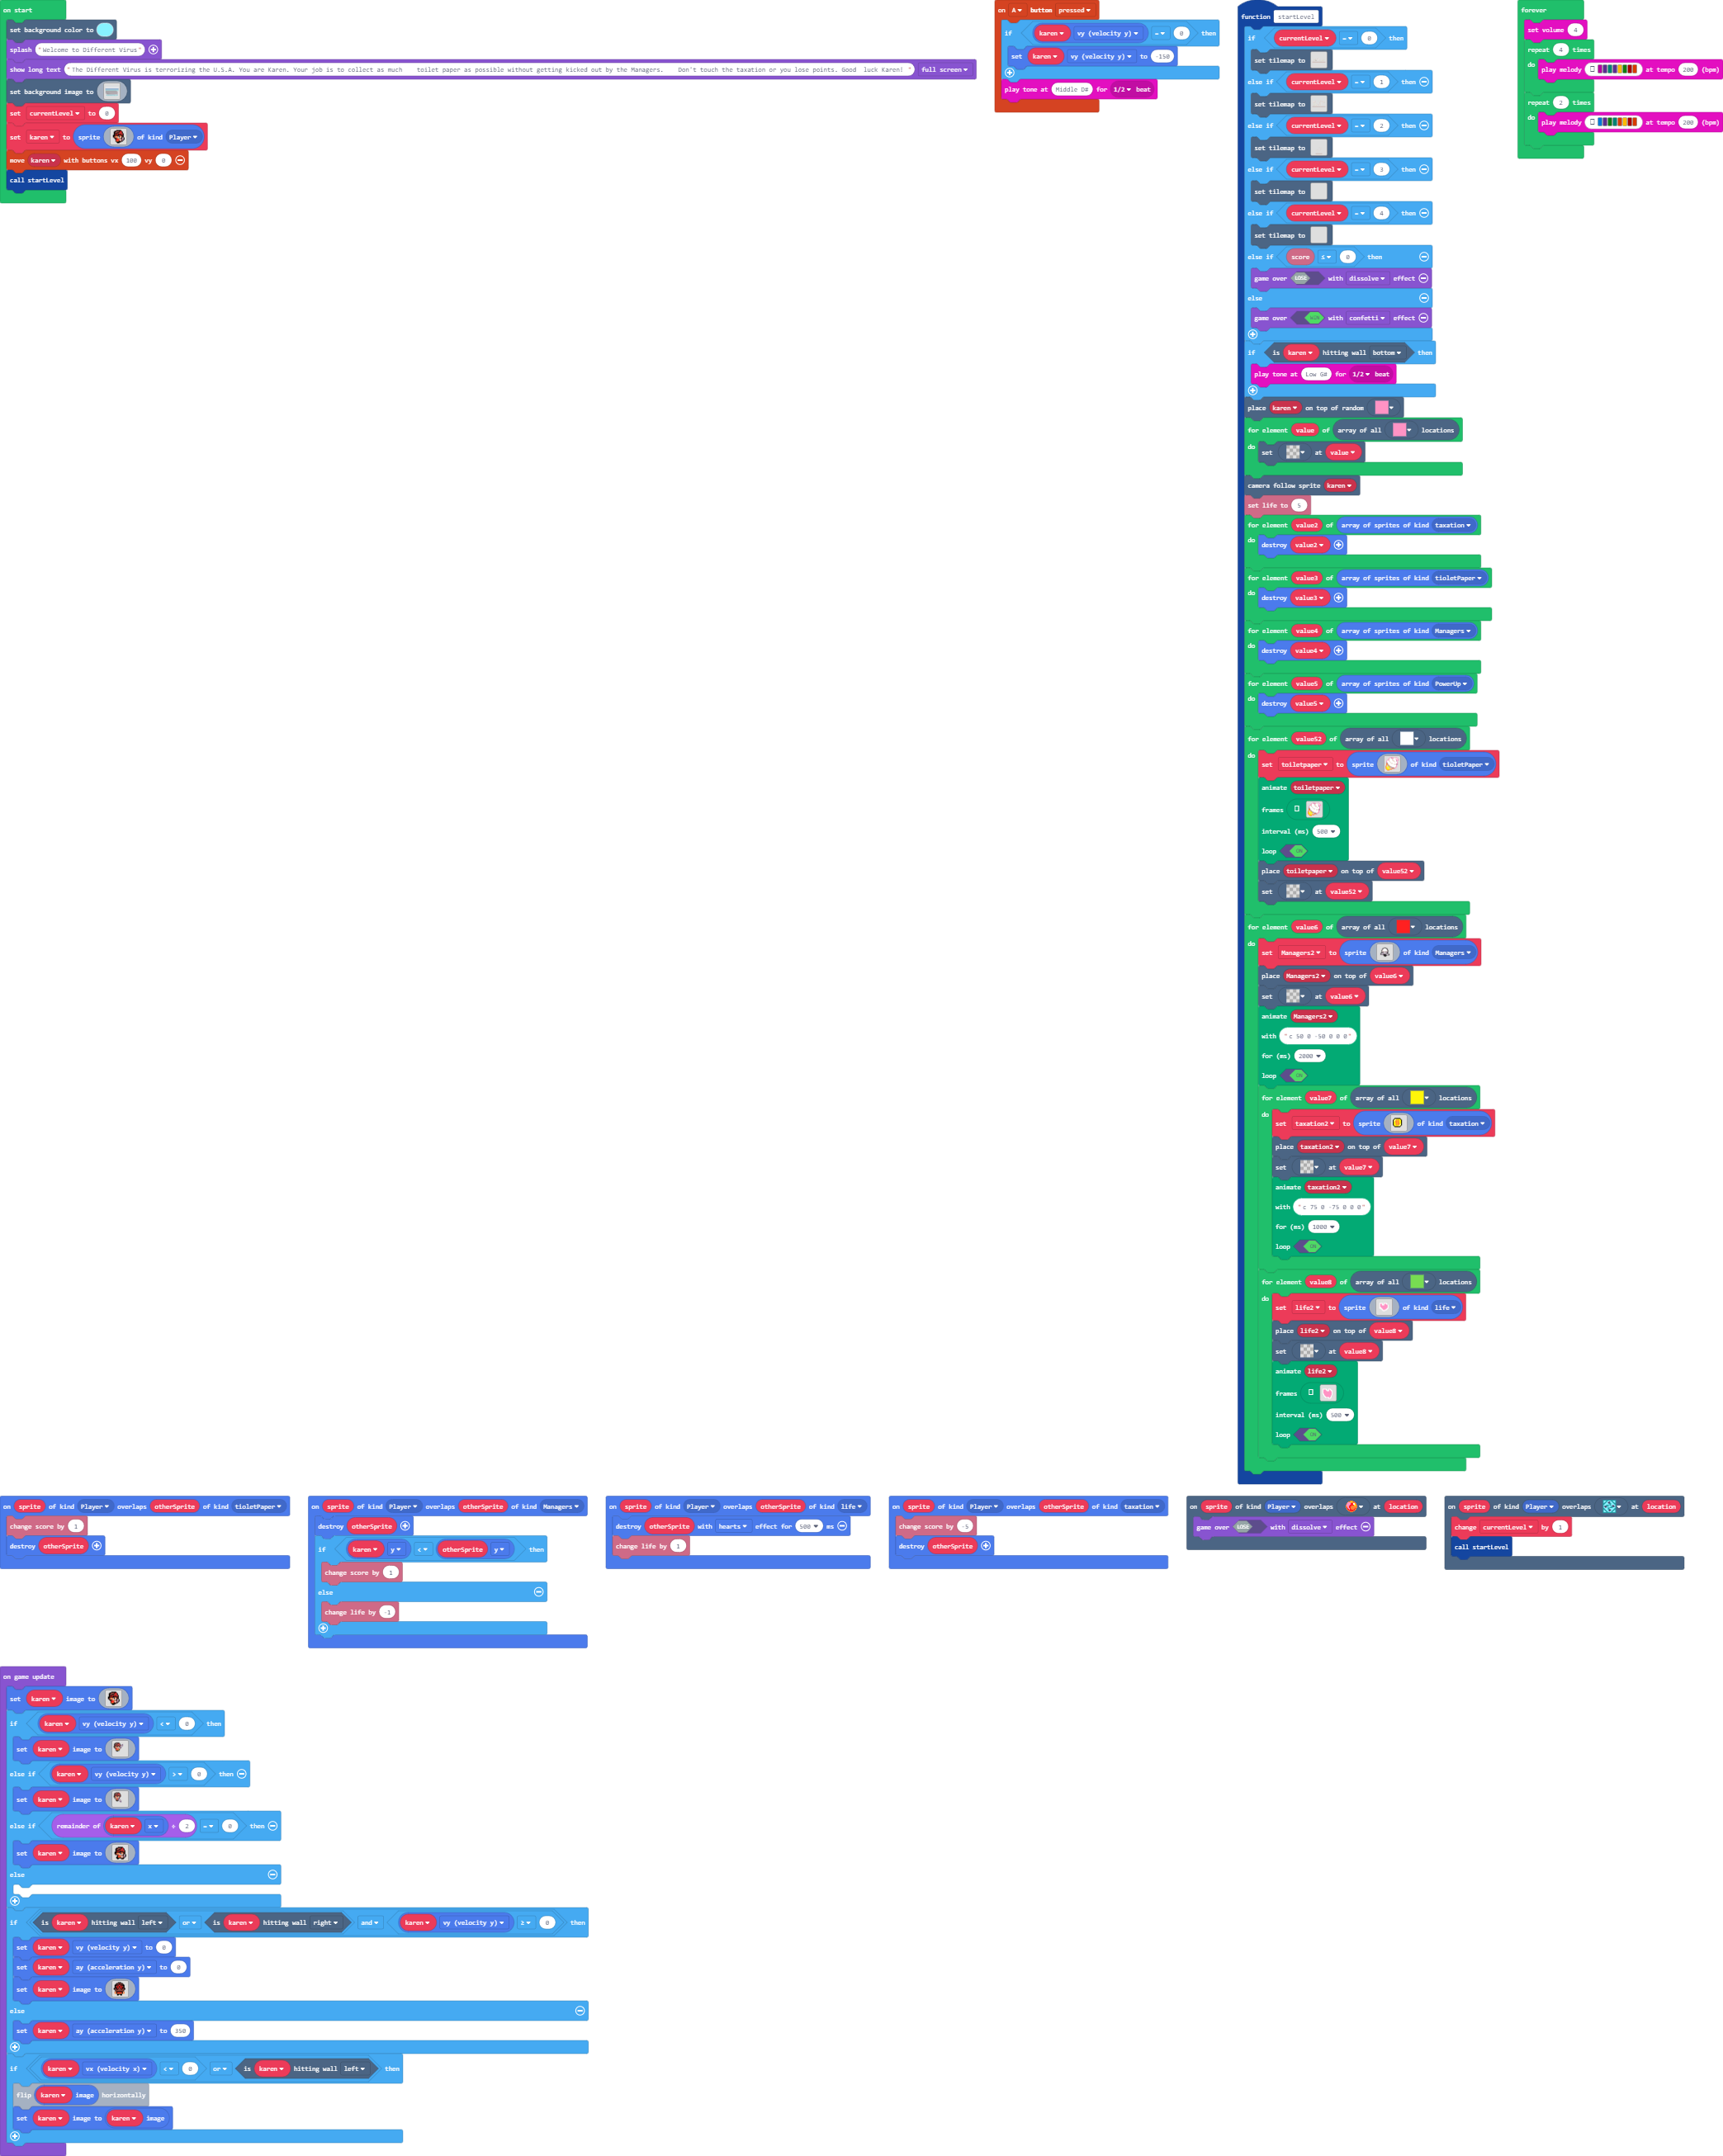 on start
set background color to
splash "Welcome to Different Virus"
show long text "The Different Virus is terrorizing the U.S.A. You are Karen. Your job is to collect as much toilet paper as possible without getting kicked out by the Managers. Don't touch the taxation or you lose points. Good luck Karen! " full screen
set background image to
set currentLevel to 0
set karen to sprite of kind Player
move karen with buttons vx 100 vy 0
call startLevel
on A button pressed
if karen vy (velocity y) = 0 then
set karen vy (velocity y) to -150
play tone at Middle D# for 1/2 beat
function startLevel
if currentLevel = 0 then
set tilemap to
else if currentLevel = 1 then
set tilemap to
else if currentLevel = 2 then
set tilemap to
else if currentLevel = 3 then
set tilemap to
else if currentLevel = 4 then
set tilemap to
else if score ≤ 0 then
game over LOSE with dissolve effect
else
game over WIN with confetti effect
if is karen hitting wall bottom then
play tone at Low G# for 1/2 beat
place karen on top of random
for element value of array of all locations
do set at value
camera follow sprite karen
set life to 5
for element value2 of array of sprites of kind taxation
do destroy value2
for element value3 of array of sprites of kind tioletPaper
do destroy value3
for element value4 of array of sprites of kind Managers
do destroy value4
for element value5 of array of sprites of kind PowerUp
do destroy value5
for element value52 of array of all locations
do set toiletpaper to sprite of kind tioletPaper
animate toiletpaper
frames
interval (ms) 500
loop ON
place toiletpaper on top of value52
set at value52
for element value6 of array of all locations
do set Managers2 to sprite of kind Managers
place Managers2 on top of value6
set at value6
animate Managers2
with "c 50 0 -50 0 0 0"
for (ms) 2000
loop ON
for element value7 of array of all locations
do set taxation2 to sprite of kind taxation
place taxation2 on top of value7
set at value7
animate taxation2
with "c 75 0 -75 0 0 0"
for (ms) 1000
loop ON
for element value8 of array of all locations
do set life2 to sprite of kind life
place life2 on top of value8
set at value8
animate life2
frames
interval (ms) 500
loop ON
forever
set volume 4
repeat 4 times
do play melody at tempo 200 (bpm)
repeat 2 times
do play melody at tempo 200 (bpm)
on sprite of kind Player overlaps otherSprite of kind tioletPaper
change score by 1
destroy otherSprite
on sprite of kind Player overlaps otherSprite of kind Managers
destroy otherSprite
if karen y < otherSprite y then
change score by 1
else
change life by -1
on sprite of kind Player overlaps otherSprite of kind life
destroy otherSprite with hearts effect for 500 ms
change life by 1
on sprite of kind Player overlaps otherSprite of kind taxation
change score by -5
destroy otherSprite
on sprite of kind Player overlaps at location
game over LOSE with dissolve effect
on sprite of kind Player overlaps at location
change currentLevel by 1
call startLevel
on game update
set karen image to
if karen vy (velocity y) < 0 then
set karen image to
else if karen vy (velocity y) > 0 then
set karen image to
else if remainder of karen x ÷ 2 = 0 then
set karen image to
else
if is karen hitting wall left or is karen hitting wall right and karen vy (velocity y) ≥ 0 then
set karen vy (velocity y) to 0
set karen ay (acceleration y) to 0
set karen image to
else
set karen ay (acceleration y) to 350
if karen vx (velocity x) < 0 or is karen hitting wall left then
flip karen image horizontally
set karen image to karen image